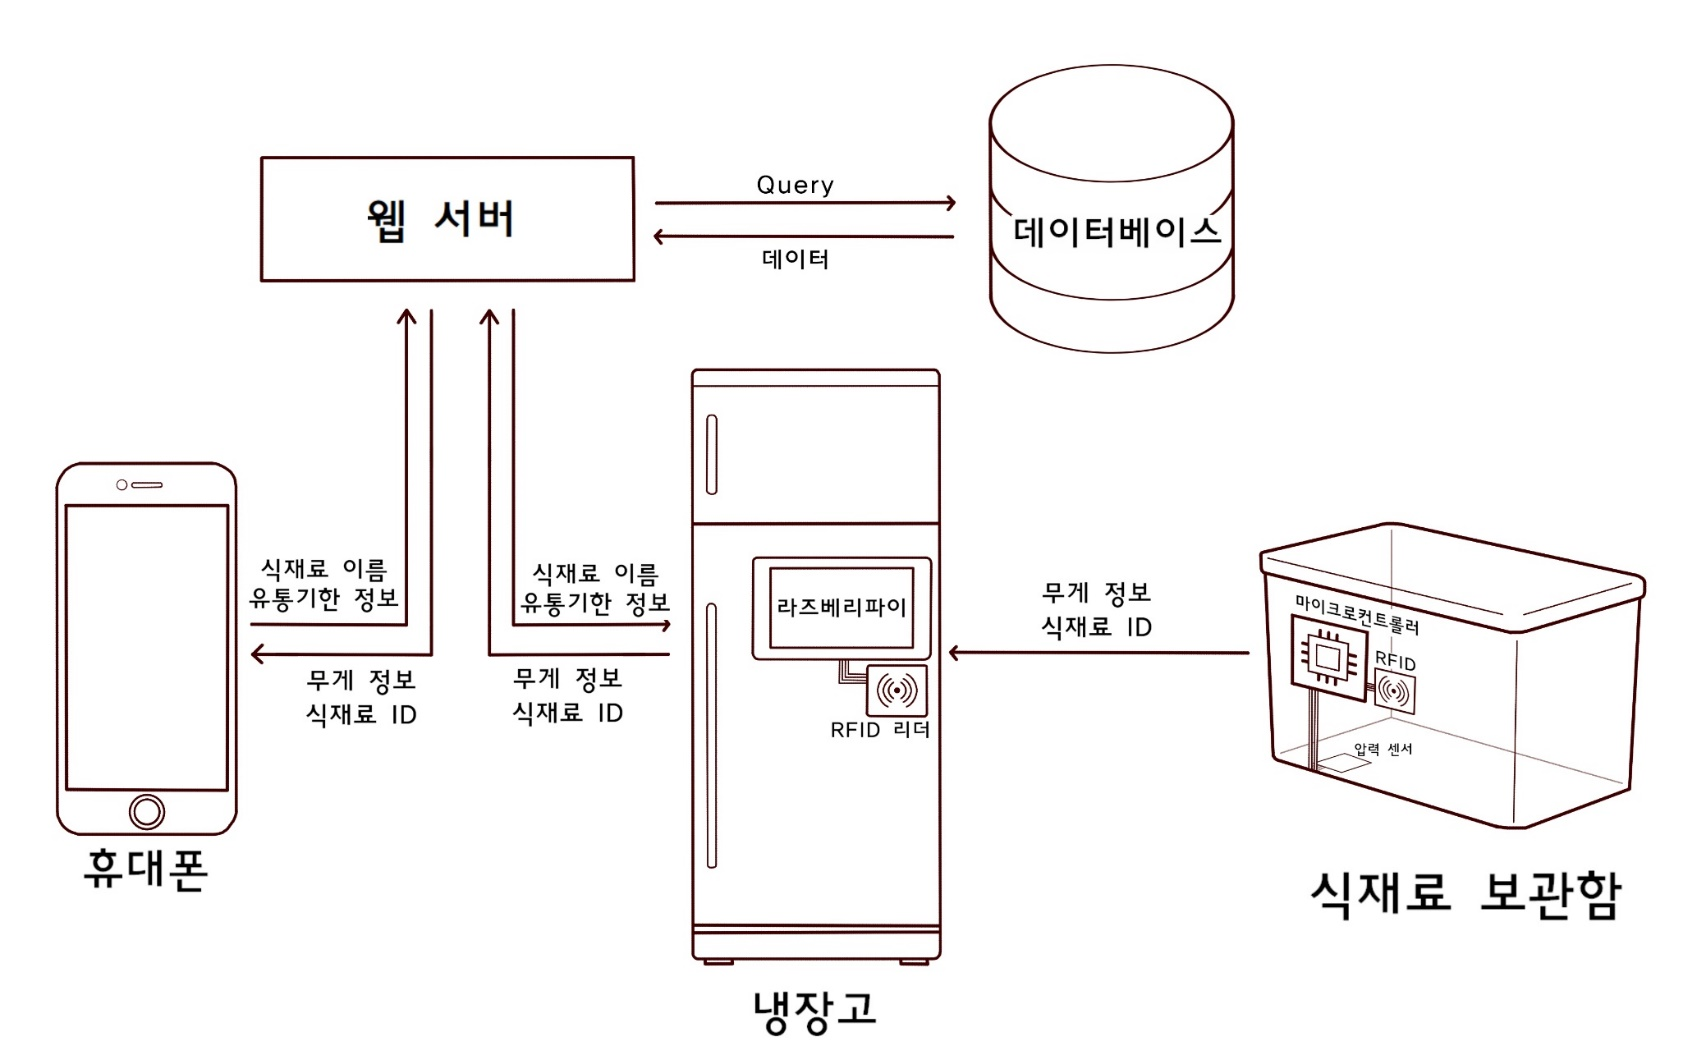 Query
웹 서버
데이터베이스
데이터
식재료 이름
유통기한 정보
식재료 이름
유통기한 정보
무게 정보
식재료 ID
무게 정보
식재료 ID
라즈베리파이
RFID 리더
무게 정보
식재료 ID
마이크로컨트롤러
RFID
압력 센서
휴대폰
냉장고
식재료 보관함